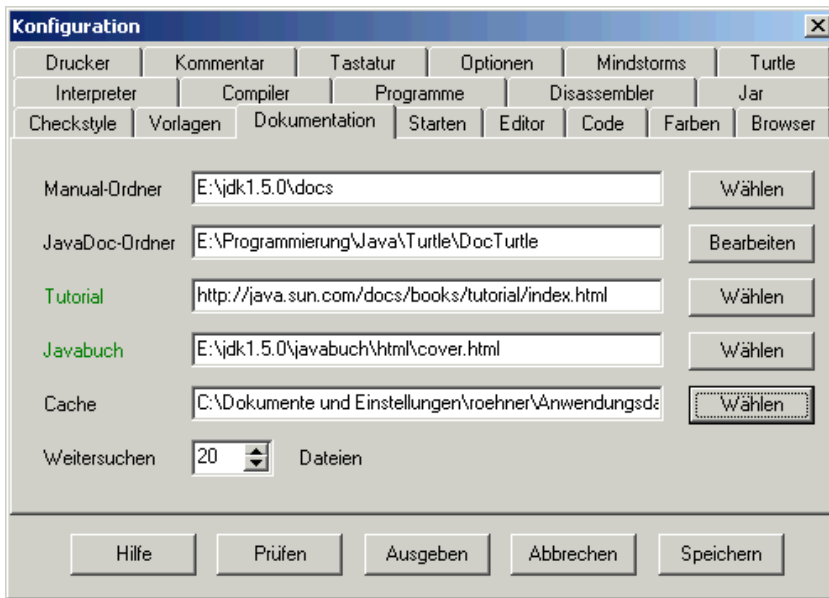 Konfiguration
Drucker Kommentar Tastatur Optionen Mindstorms Turtle
Interpreter Compiler Programme Disassembler Jar
Checkstyle Vorlagen Dokumentation Starten Editor Code Farben Browser
Manual-Ordner E:\jdk1.5.0\docs Wählen
JavaDoc-Ordner E:\Programmierung\Java\Turtle\DocTurtle Bearbeiten
Tutorial http://java.sun.com/docs/books/tutorial/index.html Wählen
Javabuch E:\jdk1.5.0\javabuch\html\cover.html Wählen
Cache C:\Dokumente und Einstellungen\roehner\Anwendungsda Wählen
Weitersuchen 20 Dateien
Hilfe Prüfen Ausgeben Abbrechen Speichern